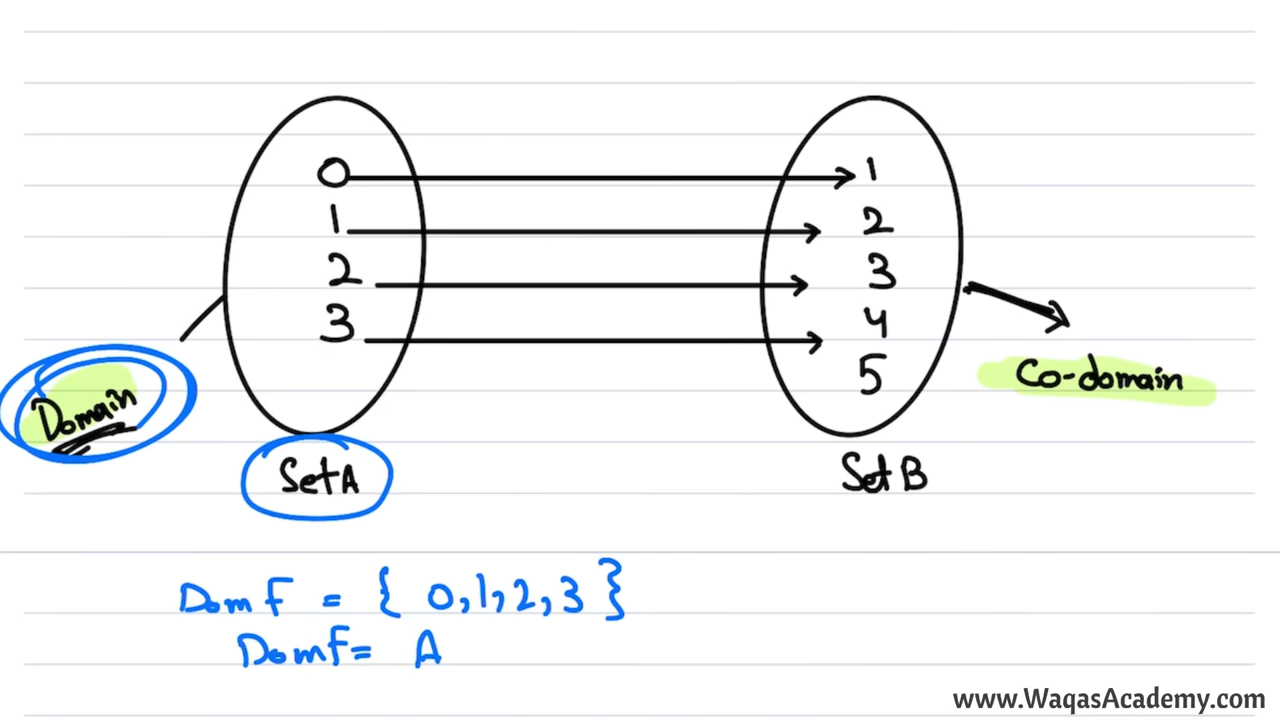 0 1
1 2
2 3
3 4
5
Domain
Co-domain
Set A
Set B
Dom f = { 0, 1, 2, 3 }
Dom f = A
www.WaqasAcademy.com